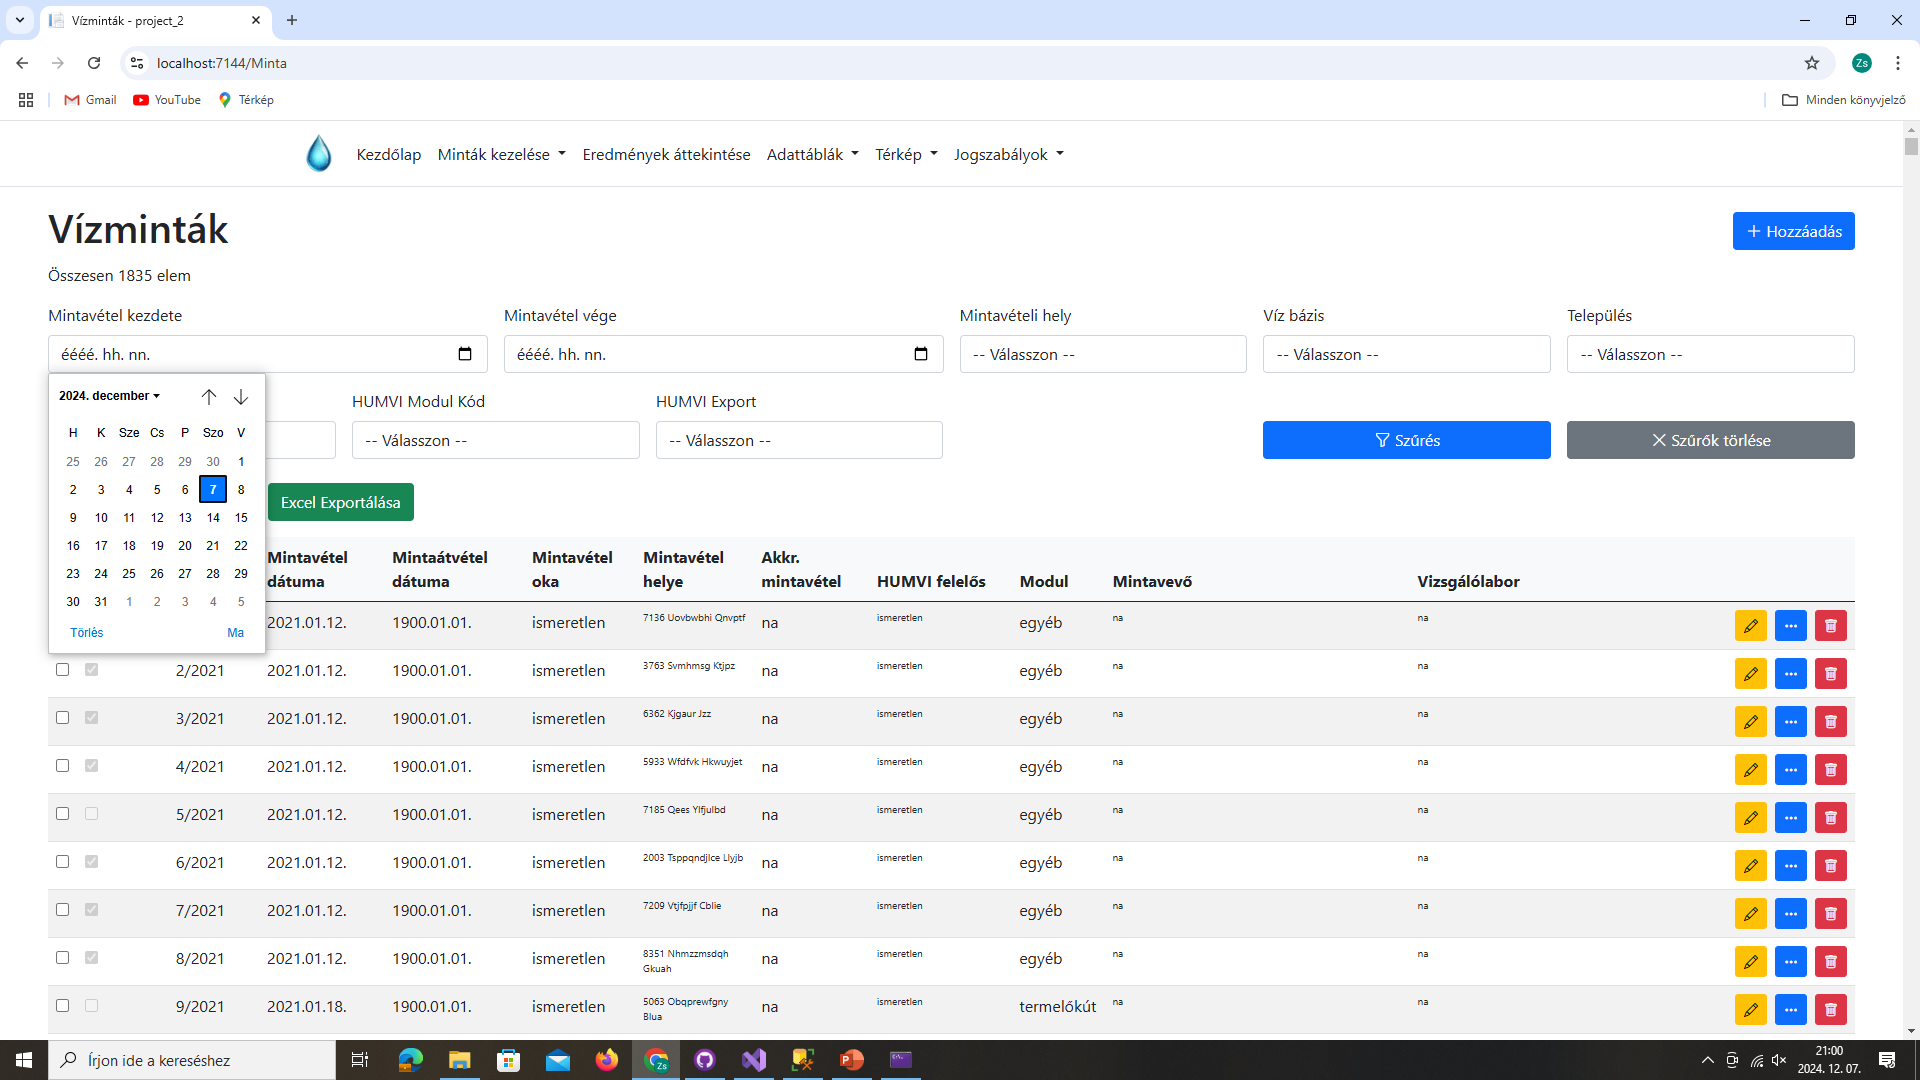 Vízminták - project_2
localhost:7144/Minta
Zs
Gmail YouTube Térkép Minden könyvjelző
Kezdőlap Minták kezelése Eredmények áttekintése Adattáblák Térkép Jogszabályok
Vízminták
Hozzáadás
Összesen 1835 elem
Mintavétel kezdete Mintavétel vége Mintavételi hely Víz bázis Település
éééé. hh. nn. éééé. hh. nn. -- Válasszon -- -- Válasszon -- -- Válasszon --
2024. december
H K Sze Cs P Szo V
25 26 27 28 29 30 1
2 3 4 5 6 7 8
9 10 11 12 13 14 15
16 17 18 19 20 21 22
23 24 25 26 27 28 29
30 31 1 2 3 4 5
Törlés Ma
HUMVI Modul Kód HUMVI Export
-- Válasszon -- -- Válasszon -- Szűrés Szűrők törlése
Excel Exportálása
Mintavétel dátuma Mintaátvétel dátuma Mintavétel oka Mintavétel helye Akkr. mintavétel HUMVI felelős Modul Mintavevő Vizsgálólabor
2021.01.12. 1900.01.01. ismeretlen 7136 Uovbwbhi Qnvptf na ismeretlen egyéb na na
2/2021 2021.01.12. 1900.01.01. ismeretlen 3763 Svmhmsg Ktjpz na ismeretlen egyéb na na
3/2021 2021.01.12. 1900.01.01. ismeretlen 6362 Kjgaur Jzz na ismeretlen egyéb na na
4/2021 2021.01.12. 1900.01.01. ismeretlen 5933 Wfdfvk Hkwuyjet na ismeretlen egyéb na na
5/2021 2021.01.12. 1900.01.01. ismeretlen 7185 Qees Ylfjulbd na ismeretlen egyéb na na
6/2021 2021.01.12. 1900.01.01. ismeretlen 2003 Tsppqndjlce Llyjb na ismeretlen egyéb na na
7/2021 2021.01.12. 1900.01.01. ismeretlen 7209 Vtjfpjjf Cblie na ismeretlen egyéb na na
8/2021 2021.01.12. 1900.01.01. ismeretlen 8351 Nhmzzmsdqh Gkuah na ismeretlen egyéb na na
9/2021 2021.01.18. 1900.01.01. ismeretlen 5063 Obqprewfgny Blua na ismeretlen termelőkút na na
Írjon ide a kereséshez
Zs
21:00
2024. 12. 07.